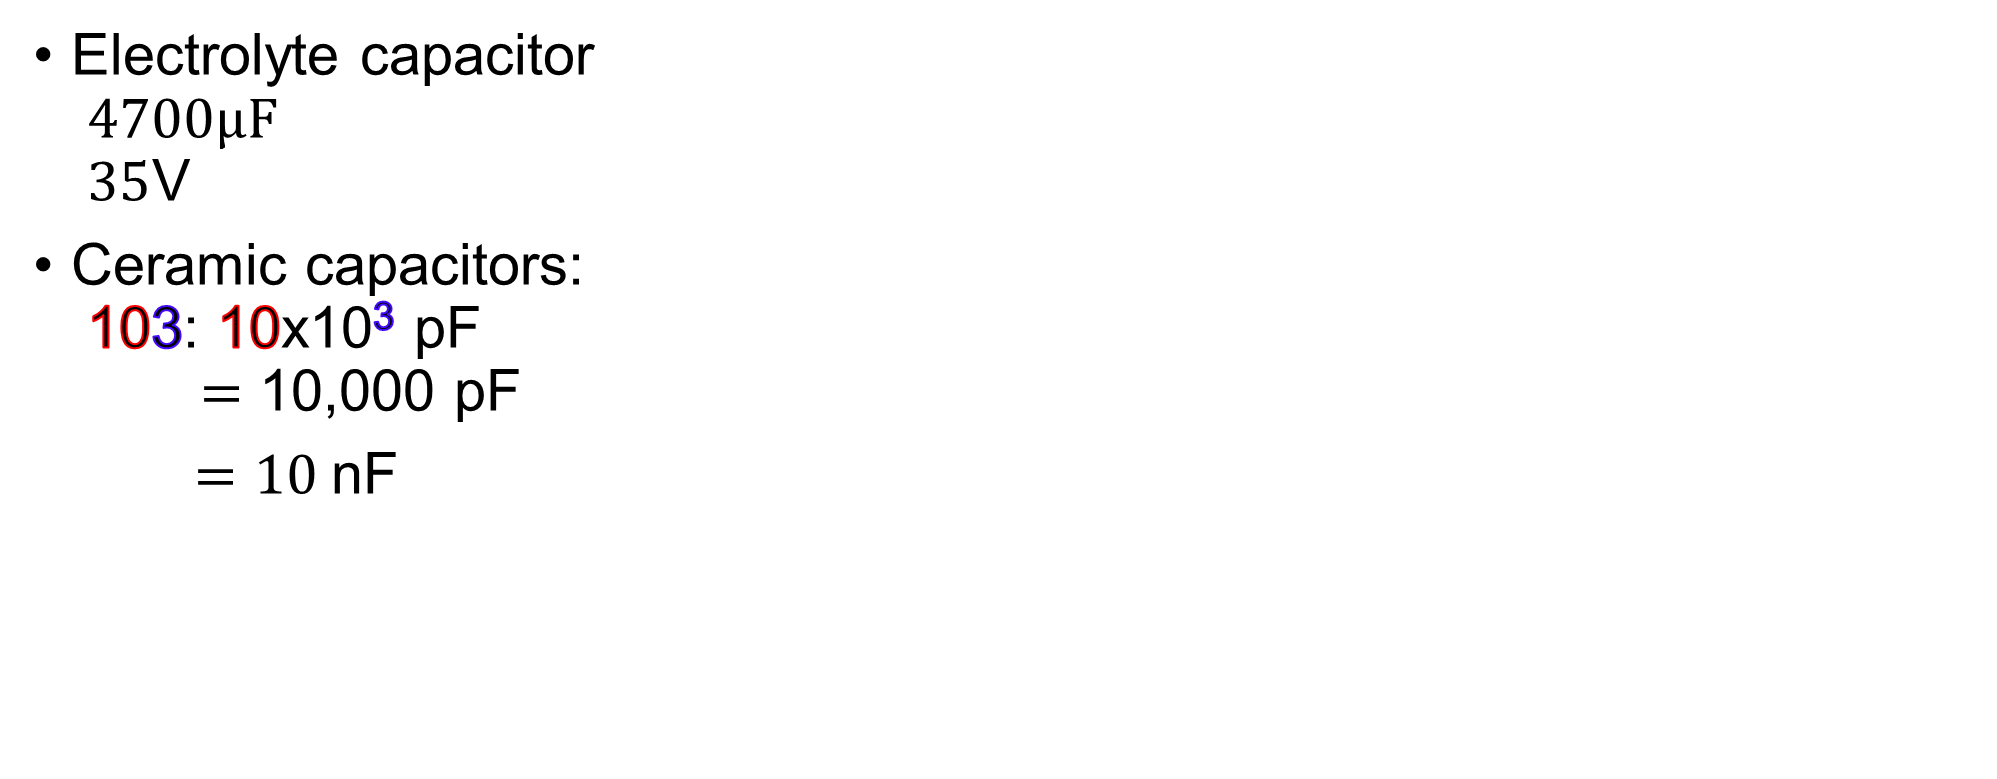 • Electrolyte capacitor
4700μF
35V
• Ceramic capacitors:
103: 10x10³ pF
= 10,000 pF
= 10 nF